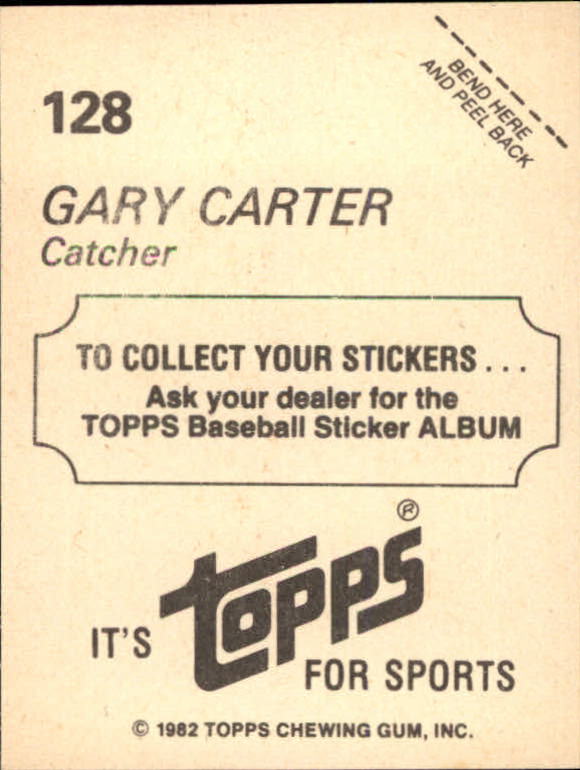 BEND HERE
AND PEEL BACK
128
GARY CARTER
Catcher
TO COLLECT YOUR STICKERS...
Ask your dealer for the
TOPPS Baseball Sticker ALBUM
IT'S TOPPS®
FOR SPORTS
© 1982 TOPPS CHEWING GUM, INC.